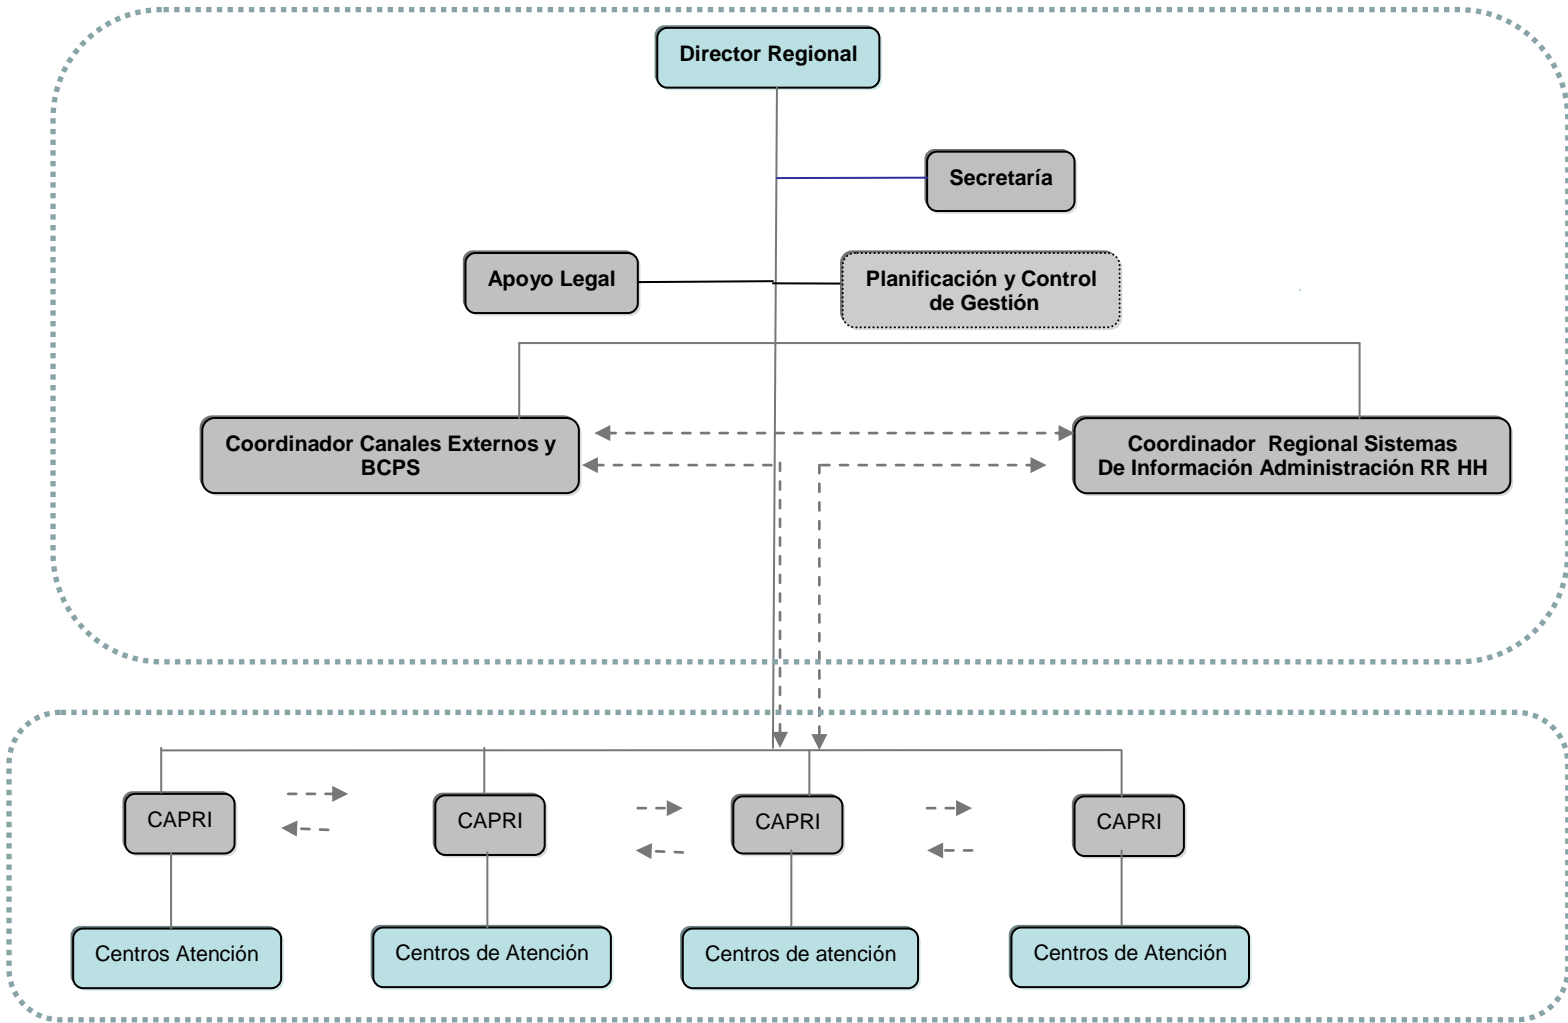 Director Regional
Secretaría
Apoyo Legal
Planificación y Control
de Gestión
Coordinador Canales Externos y
BCPS
Coordinador Regional Sistemas
De Información Administración RR HH
CAPRI
CAPRI
CAPRI
CAPRI
Centros Atención
Centros de Atención
Centros de atención
Centros de Atención